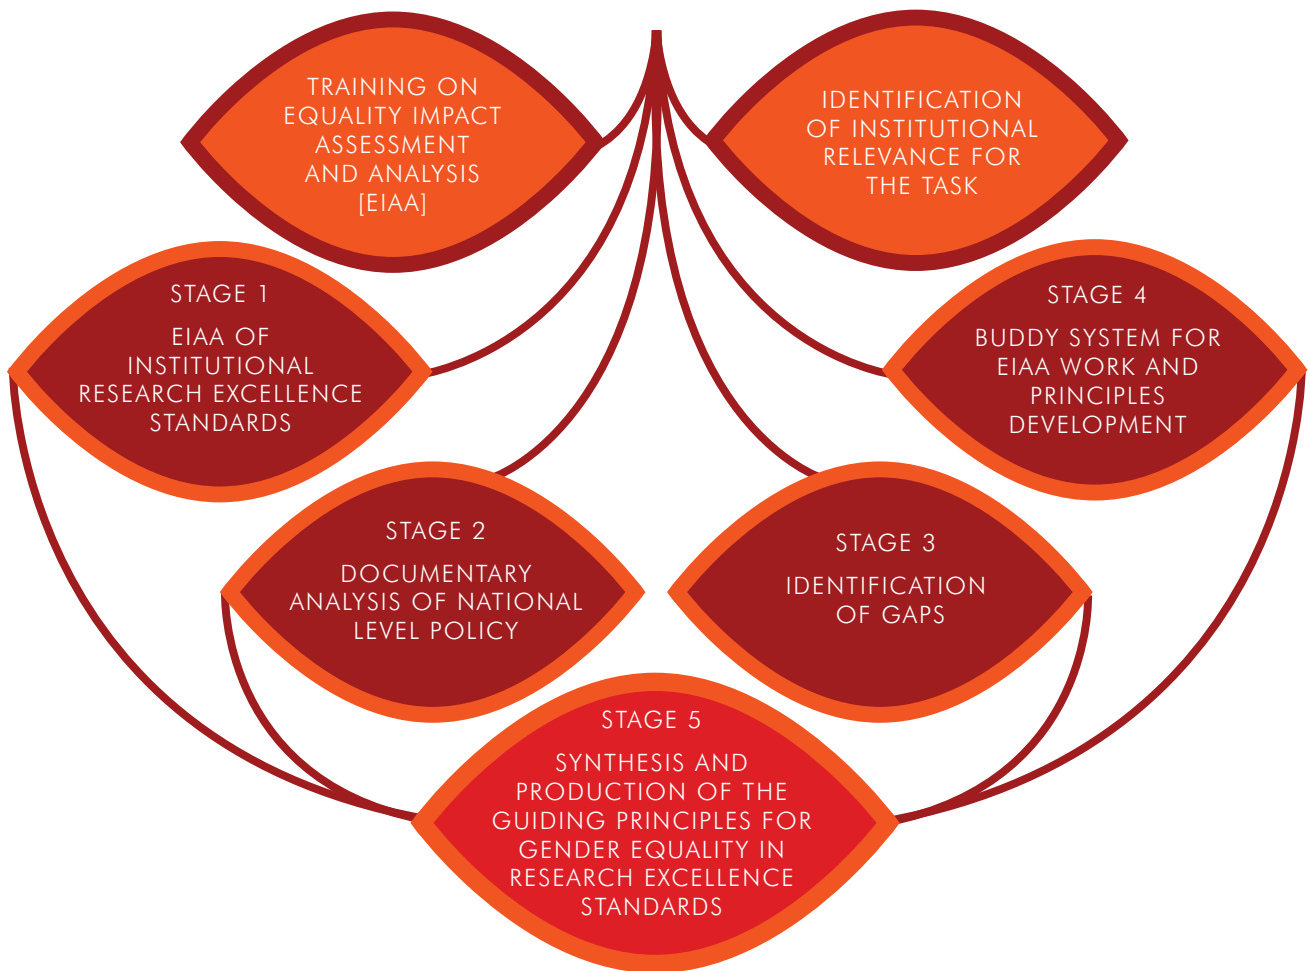 TRAINING ON
EQUALITY IMPACT
ASSESSMENT
AND ANALYSIS
[EIAA]
IDENTIFICATION
OF INSTITUTIONAL
RELEVANCE FOR
THE TASK
STAGE 1
EIAA OF
INSTITUTIONAL
RESEARCH EXCELLENCE
STANDARDS
STAGE 4
BUDDY SYSTEM FOR
EIAA WORK AND
PRINCIPLES
DEVELOPMENT
STAGE 2
DOCUMENTARY
ANALYSIS OF NATIONAL
LEVEL POLICY
STAGE 3
IDENTIFICATION
OF GAPS
STAGE 5
SYNTHESIS AND
PRODUCTION OF THE
GUIDING PRINCIPLES FOR
GENDER EQUALITY IN
RESEARCH EXCELLENCE
STANDARDS